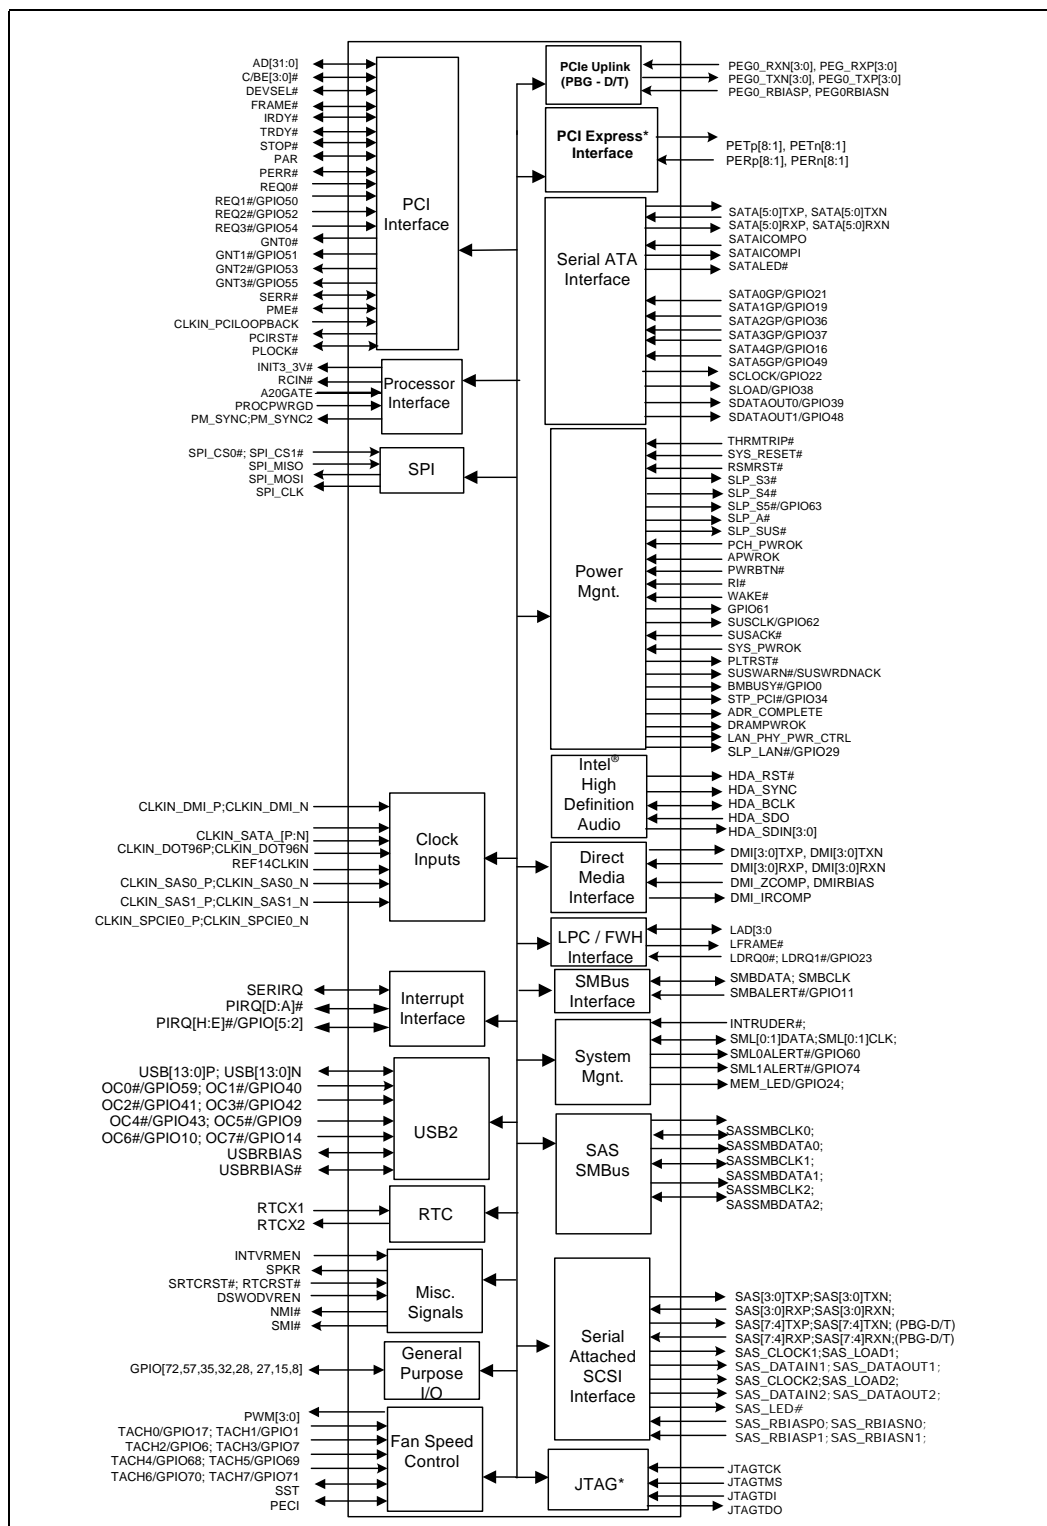 AD[31:0]
C/BE[3:0]#
DEVSEL#
FRAME#
IRDY#
TRDY#
STOP#
PAR
PERR#
REQ0#
REQ1#/GPIO50
REQ2#/GPIO52
REQ3#/GPIO54
GNT0#
GNT1#/GPIO51
GNT2#/GPIO53
GNT3#/GPIO55
SERR#
PME#
CLKIN_PCILOOPBACK
PCIRST#
PLOCK#
PCI
Interface
INIT3_3V#
RCIN#
A20GATE
PROCPWRGD
PM_SYNC;PM_SYNC2
Processor
Interface
SPI_CS0#; SPI_CS1#
SPI_MISO
SPI_MOSI
SPI_CLK
SPI
CLKIN_DMI_P;CLKIN_DMI_N
CLKIN_SATA_[P:N]
CLKIN_DOT96P;CLKIN_DOT96N
REF14CLKIN
CLKIN_SAS0_P;CLKIN_SAS0_N
CLKIN_SAS1_P;CLKIN_SAS1_N
CLKIN_SPCIE0_P;CLKIN_SPCIE0_N
Clock
Inputs
SERIRQ
PIRQ[D:A]#
PIRQ[H:E]#/GPIO[5:2]
Interrupt
Interface
USB[13:0]P; USB[13:0]N
OC0#/GPIO59; OC1#/GPIO40
OC2#/GPIO41; OC3#/GPIO42
OC4#/GPIO43; OC5#/GPIO9
OC6#/GPIO10; OC7#/GPIO14
USBRBIAS
USBRBIAS#
USB2
RTCX1
RTCX2
RTC
INTVRMEN
SPKR
SRTCRST#; RTCRST#
DSWODVREN
NMI#
SMI#
Misc.
Signals
GPIO[72,57,35,32,28, 27,15,8]
General
Purpose
I/O
PWM[3:0]
TACH0/GPIO17; TACH1/GPIO1
TACH2/GPIO6; TACH3/GPIO7
TACH4/GPIO68; TACH5/GPIO69
TACH6/GPIO70; TACH7/GPIO71
SST
PECI
Fan Speed
Control
PCIe Uplink
(PBG - D/T)
PEG0_RXN[3:0], PEG_RXP[3:0]
PEG0_TXN[3:0], PEG0_TXP[3:0]
PEG0_RBIASP, PEG0RBIASN
PCI Express*
Interface
PETp[8:1], PETn[8:1]
PERp[8:1], PERn[8:1]
Serial ATA
Interface
SATA[5:0]TXP, SATA[5:0]TXN
SATA[5:0]RXP, SATA[5:0]RXN
SATAICOMPO
SATAICOMPI
SATALED#
SATA0GP/GPIO21
SATA1GP/GPIO19
SATA2GP/GPIO36
SATA3GP/GPIO37
SATA4GP/GPIO16
SATA5GP/GPIO49
SCLOCK/GPIO22
SLOAD/GPIO38
SDATAOUT0/GPIO39
SDATAOUT1/GPIO48
Power
Mgnt.
THRMTRIP#
SYS_RESET#
RSMRST#
SLP_S3#
SLP_S4#
SLP_S5#/GPIO63
SLP_A#
SLP_SUS#
PCH_PWROK
APWROK
PWRBTN#
RI#
WAKE#
GPIO61
SUSCLK/GPIO62
SUSACK#
SYS_PWROK
PLTRST#
SUSWARN#/SUSWRDNACK
BMBUSY#/GPIO0
STP_PCI#/GPIO34
ADR_COMPLETE
DRAMPWROK
LAN_PHY_PWR_CTRL
SLP_LAN#/GPIO29
Intel®
High
Definition
Audio
HDA_RST#
HDA_SYNC
HDA_BCLK
HDA_SDO
HDA_SDIN[3:0]
Direct
Media
Interface
DMI[3:0]TXP, DMI[3:0]TXN
DMI[3:0]RXP, DMI[3:0]RXN
DMI_ZCOMP, DMIRBIAS
DMI_IRCOMP
LPC / FWH
Interface
LAD[3:0
LFRAME#
LDRQ0#; LDRQ1#/GPIO23
SMBus
Interface
SMBDATA; SMBCLK
SMBALERT#/GPIO11
System
Mgnt.
INTRUDER#;
SML[0:1]DATA;SML[0:1]CLK;
SML0ALERT#/GPIO60
SML1ALERT#/GPIO74
MEM_LED/GPIO24;
SAS
SMBus
SASSMBCLK0;
SASSMBDATA0;
SASSMBCLK1;
SASSMBDATA1;
SASSMBCLK2;
SASSMBDATA2;
Serial
Attached
SCSI
Interface
SAS[3:0]TXP;SAS[3:0]TXN;
SAS[3:0]RXP;SAS[3:0]RXN;
SAS[7:4]TXP;SAS[7:4]TXN; (PBG-D/T)
SAS[7:4]RXP;SAS[7:4]RXN;(PBG-D/T)
SAS_CLOCK1;SAS_LOAD1;
SAS_DATAIN1; SAS_DATAOUT1;
SAS_CLOCK2;SAS_LOAD2;
SAS_DATAIN2; SAS_DATAOUT2;
SAS_LED#
SAS_RBIASP0; SAS_RBIASN0;
SAS_RBIASP1; SAS_RBIASN1;
JTAG*
JTAGTCK
JTAGTMS
JTAGTDI
JTAGTDO